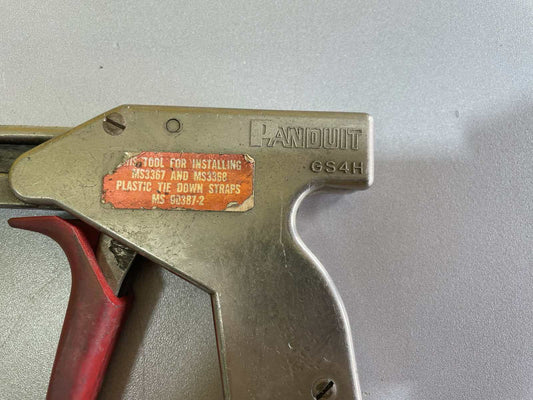 PANDUIT
GS4H
TOOL FOR INSTALLING
MS3367 AND MS3368
PLASTIC TIE DOWN STRAPS
MS 90387-2